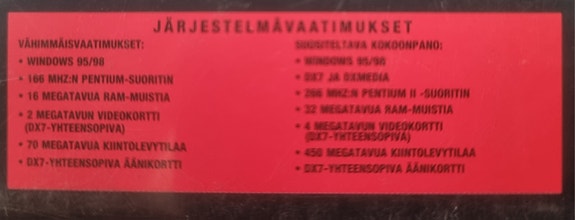 JÄRJESTELMÄVAATIMUKSET
VÄHIMMÄISVAATIMUKSET:
• WINDOWS 95/98
• 166 MHZ:N PENTIUM-SUORITIN
• 16 MEGATAVUA RAM-MUISTIA
• 2 MEGATAVUN VIDEOKORTTI
(DX7-YHTEENSOPIVA)
• 70 MEGATAVUA KIINTOLEVYTILAA
• DX7-YHTEENSOPIVA ÄÄNIKORTTI
SUOSITELTAVA KOKOONPANO:
• WINDOWS 95/98
• DX7 JA DXMEDIA
• 266 MHZ:N PENTIUM II -SUORITIN
• 32 MEGATAVUA RAM-MUISTIA
• 4 MEGATAVUN VIDEOKORTTI
(DX7-YHTEENSOPIVA)
• 450 MEGATAVUA KIINTOLEVYTILAA
• DX7-YHTEENSOPIVA ÄÄNIKORTTI